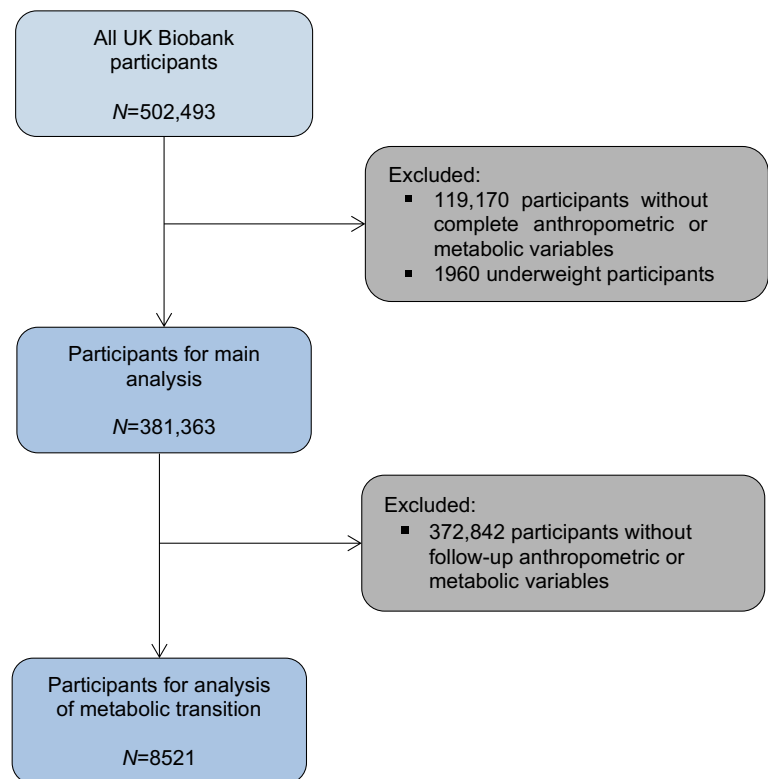 All UK Biobank
participants
N=502,493
Excluded:
▪ 119,170 participants without
complete anthropometric or
metabolic variables
▪ 1960 underweight participants
Participants for main
analysis
N=381,363
Excluded:
▪ 372,842 participants without
follow-up anthropometric or
metabolic variables
Participants for analysis
of metabolic transition
N=8521